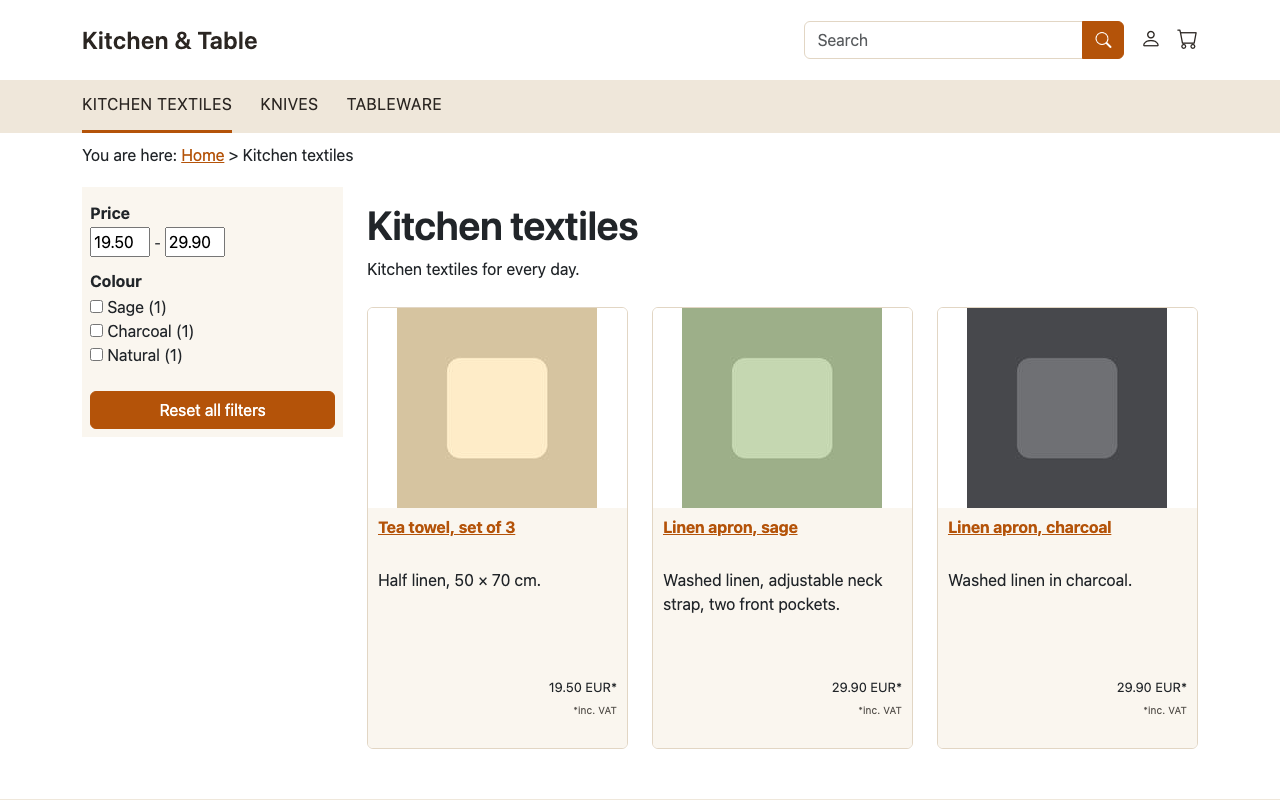 Kitchen & Table
Search
KITCHEN TEXTILES
KNIVES
TABLEWARE
You are here: Home > Kitchen textiles
Price
19.50 - 29.90
Colour
Sage (1)
Charcoal (1)
Natural (1)
Reset all filters
Kitchen textiles
Kitchen textiles for every day.
Tea towel, set of 3
Half linen, 50 × 70 cm.
19.50 EUR*
*inc. VAT
Linen apron, sage
Washed linen, adjustable neck
strap, two front pockets.
29.90 EUR*
*inc. VAT
Linen apron, charcoal
Washed linen in charcoal.
29.90 EUR*
*inc. VAT